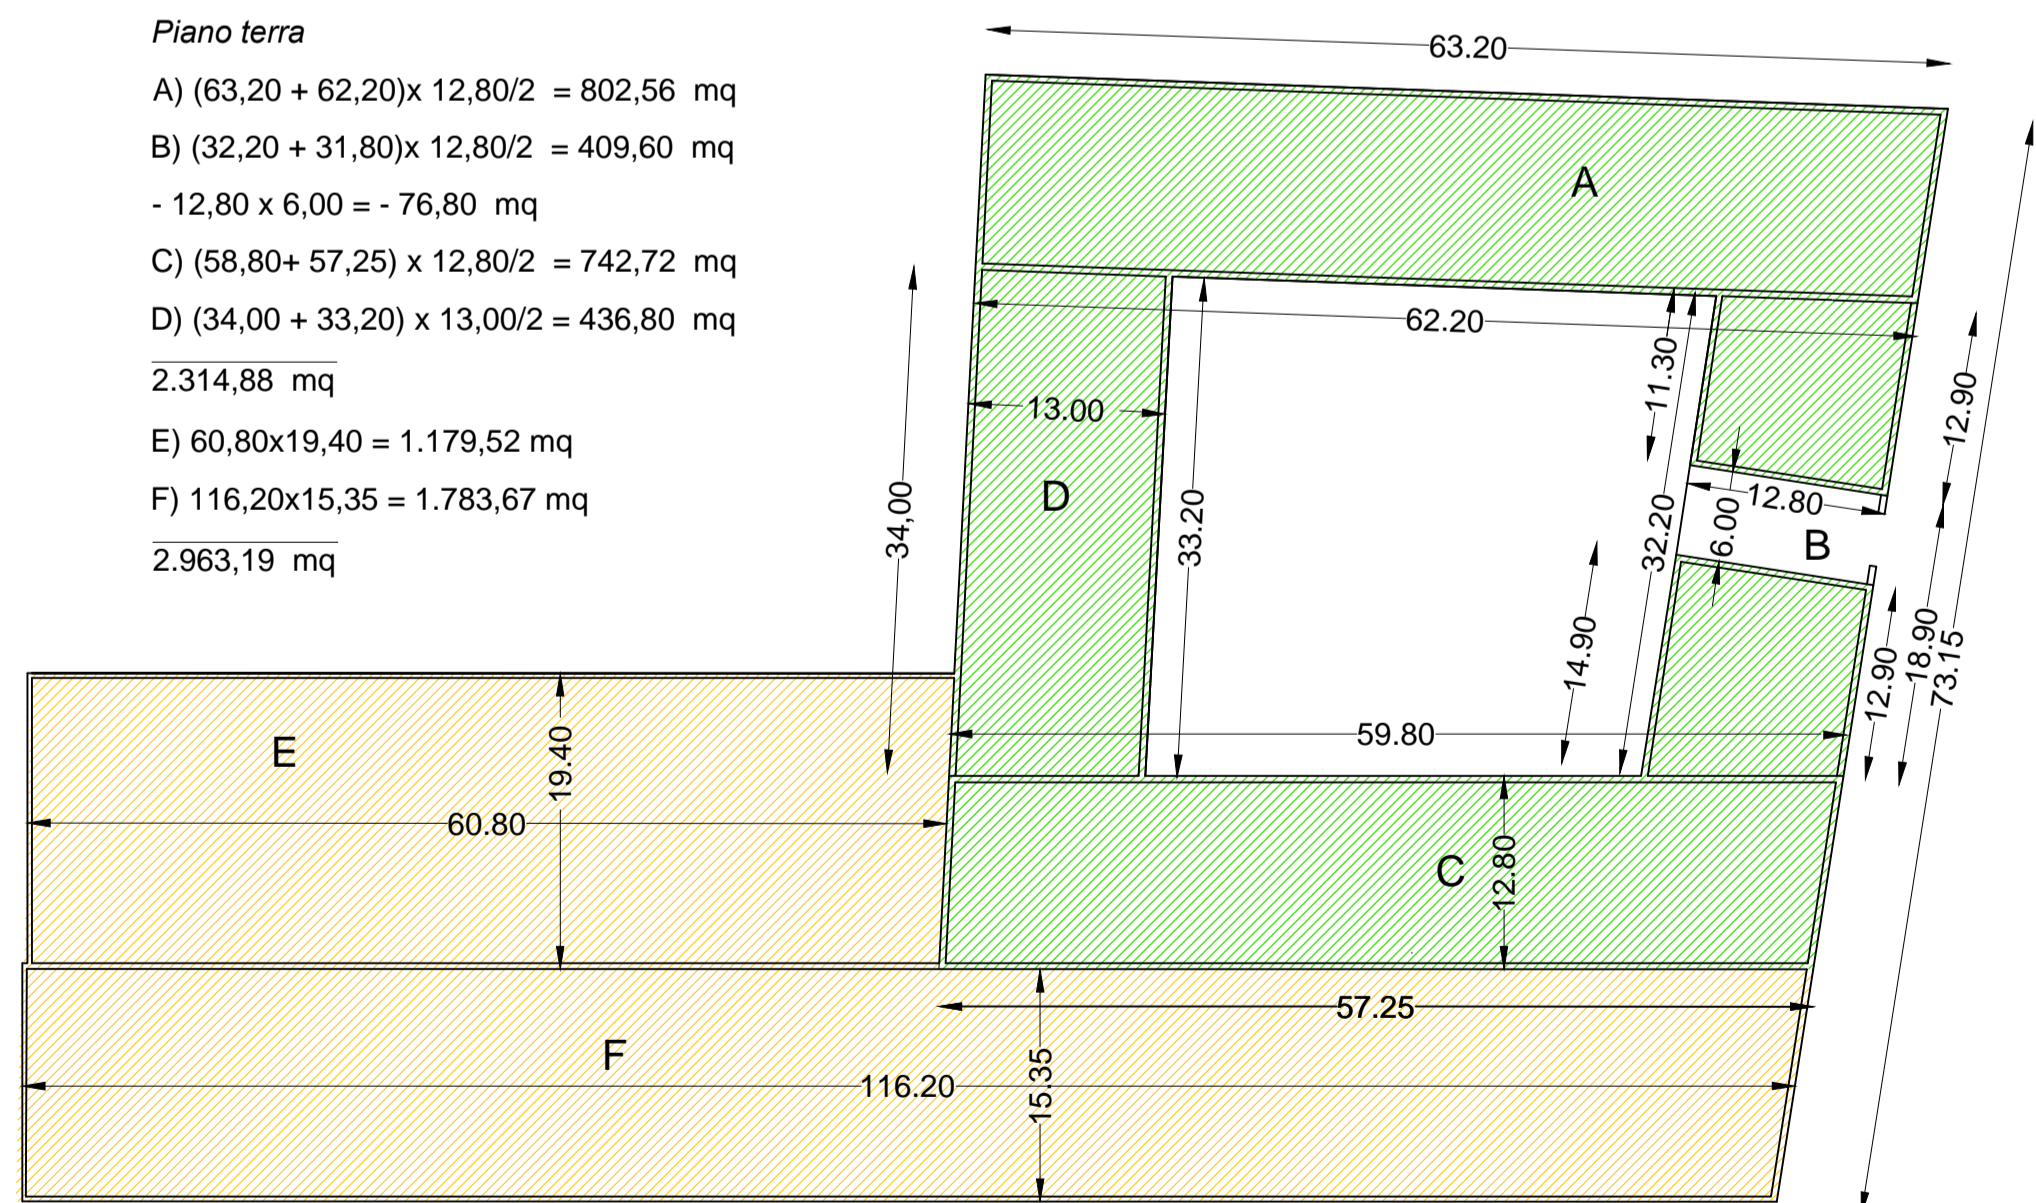 Piano terra
A) (63,20 + 62,20)x 12,80/2 = 802,56 mq
B) (32,20 + 31,80)x 12,80/2 = 409,60 mq
- 12,80 x 6,00 = - 76,80 mq
C) (58,80+ 57,25) x 12,80/2 = 742,72 mq
D) (34,00 + 33,20) x 13,00/2 = 436,80 mq
2.314,88 mq
E) 60,80x19,40 = 1.179,52 mq
F) 116,20x15,35 = 1.783,67 mq
2.963,19 mq
63.20
A
62.20
11.30
12.90
13.00
D
34,00
33.20
32.20
6.00
12.80
B
14.90
12.90
18.90
73.15
59.80
E
19.40
60.80
C
12.80
57.25
F
116.20
15.35